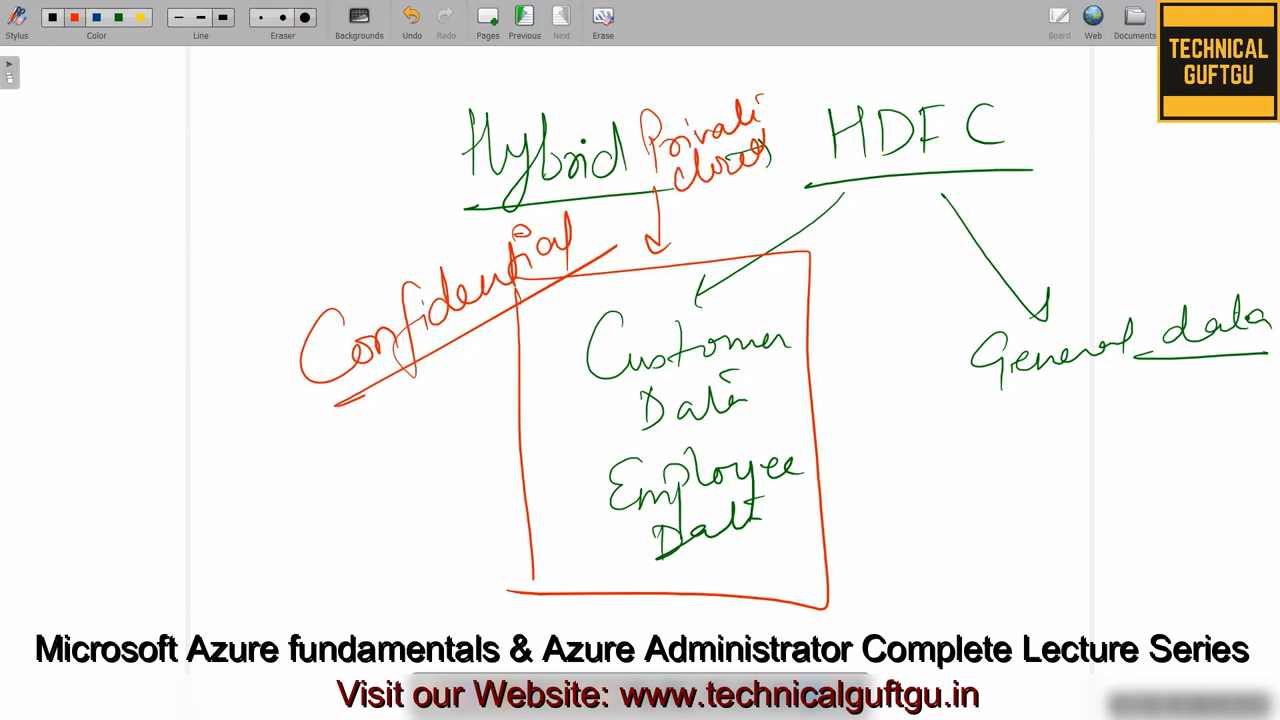 Stylus
Color
Line
Eraser
Backgrounds
Undo
Redo
Pages
Previous
Next
Erase
Board
Web
Documents
TECHNICAL
GUFTGU
Hybrid
Private
cloud
HDFC
Confidential
Customer
Data
General data
Employee
Data
Microsoft Azure fundamentals & Azure Administrator Complete Lecture Series
Visit our Website: www.technicalguftgu.in